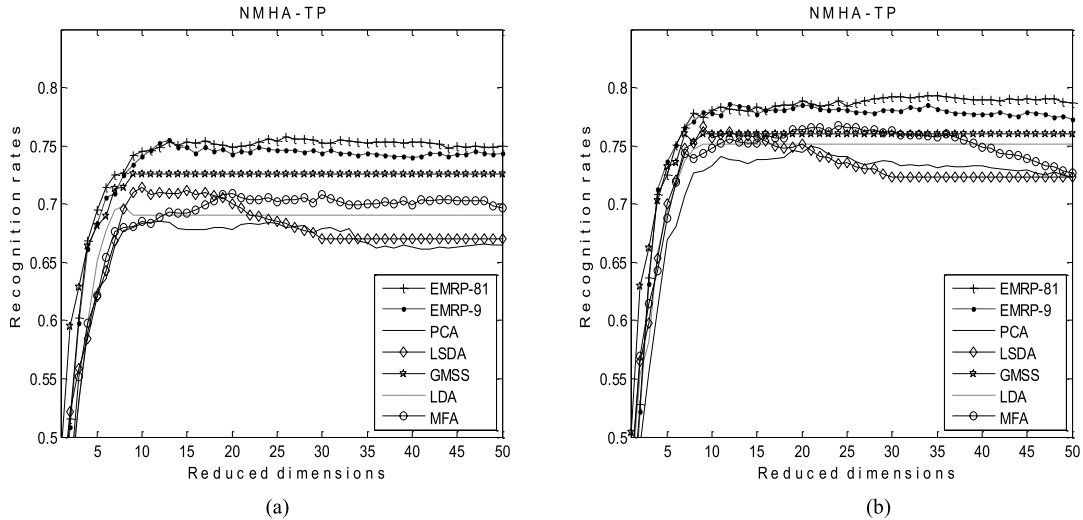 NMHA-TP
Recognition rates
0.8
0.75
0.7
0.65
0.6
0.55
0.5
EMRP-81
EMRP-9
PCA
LSDA
GMSS
LDA
MFA
5 10 15 20 25 30 35 40 45 50
Reduced dimensions
(a)
NMHA-TP
Recognition rates
0.8
0.75
0.7
0.65
0.6
0.55
0.5
EMRP-81
EMRP-9
PCA
LSDA
GMSS
LDA
MFA
5 10 15 20 25 30 35 40 45 50
Reduced dimensions
(b)